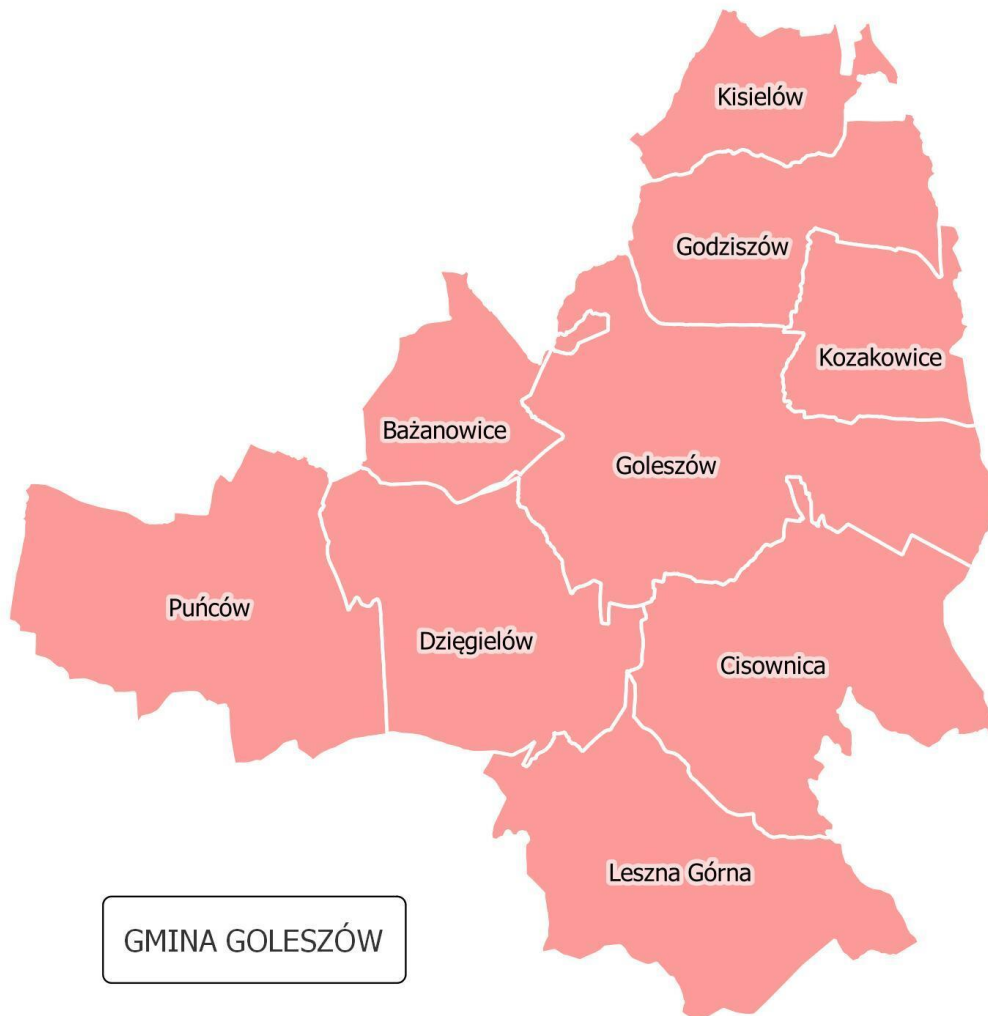 Kisielów
Godziszów
Kozakowice
Bażanowice
Goleszów
Puńców
Dzięgielów
Cisownica
Leszna Górna
GMINA GOLESZÓW